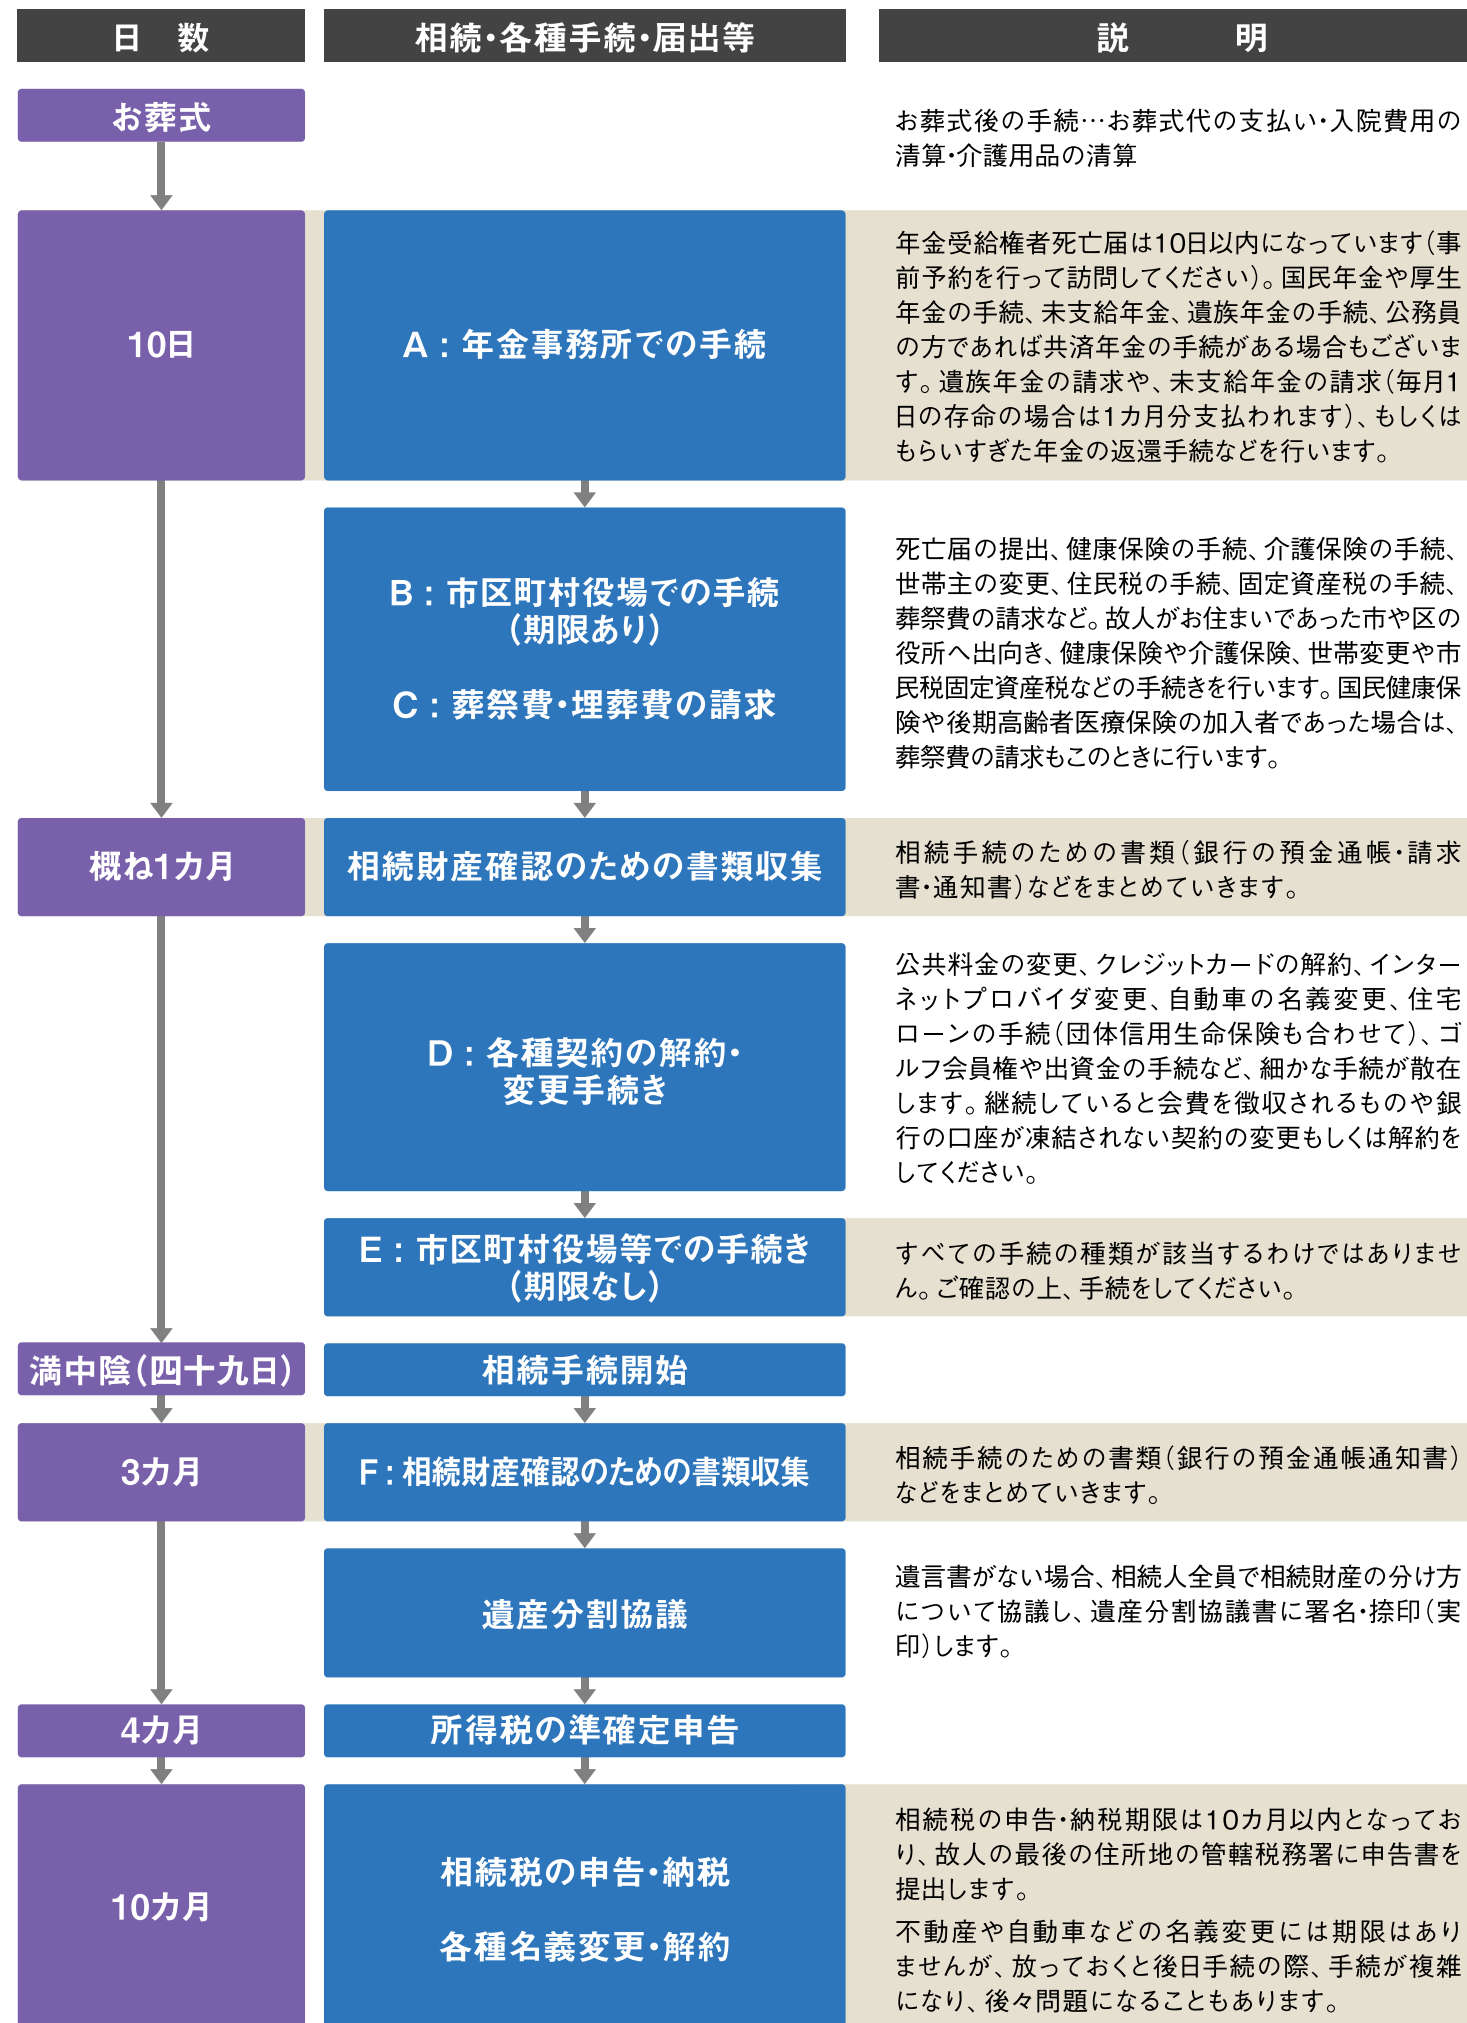 日 数
相続・各種手続・届出等
説 明
お葬式
お葬式後の手続…お葬式代の支払い・入院費用の
清算・介護用品の清算
10日
A：年金事務所での手続
年金受給権者死亡届は10日以内になっています（事
前予約を行って訪問してください）。国民年金や厚生
年金の手続、未支給年金、遺族年金の手続、公務員
の方であれば共済年金の手続がある場合もございま
す。遺族年金の請求や、未支給年金の請求（毎月1
日の存命の場合は1カ月分支払われます）、もしくは
もらいすぎた年金の返還手続などを行います。
B：市区町村役場での手続
（期限あり）
C：葬祭費・埋葬費の請求
死亡届の提出、健康保険の手続、介護保険の手続、
世帯主の変更、住民税の手続、固定資産税の手続、
葬祭費の請求など。故人がお住まいであった市や区の
役所へ出向き、健康保険や介護保険、世帯変更や市
民税固定資産税などの手続きを行います。国民健康保
険や後期高齢者医療保険の加入者であった場合は、
葬祭費の請求もこのときに行います。
概ね1カ月
相続財産確認のための書類収集
相続手続のための書類（銀行の預金通帳・請求
書・通知書）などをまとめていきます。
D：各種契約の解約・
変更手続き
公共料金の変更、クレジットカードの解約、インター
ネットプロバイダ変更、自動車の名義変更、住宅
ローンの手続（団体信用生命保険も合わせて）、ゴ
ルフ会員権や出資金の手続など、細かな手続が散在
します。継続していると会費を徴収されるものや銀
行の口座が凍結されない契約の変更もしくは解約を
してください。
E：市区町村役場等での手続き
（期限なし）
すべての手続の種類が該当するわけではありませ
ん。ご確認の上、手続をしてください。
満中陰（四十九日）
相続手続開始
3カ月
F：相続財産確認のための書類収集
相続手続のための書類（銀行の預金通帳通知書）
などをまとめていきます。
遺産分割協議
遺言書がない場合、相続人全員で相続財産の分け方
について協議し、遺産分割協議書に署名・捺印（実
印）します。
4カ月
所得税の準確定申告
10カ月
相続税の申告・納税
各種名義変更・解約
相続税の申告・納税期限は10カ月以内となってお
り、故人の最後の住所地の管轄税務署に申告書を
提出します。
不動産や自動車などの名義変更には期限はあり
ませんが、放っておくと後日手続の際、手続が複雑
になり、後々問題になることもあります。